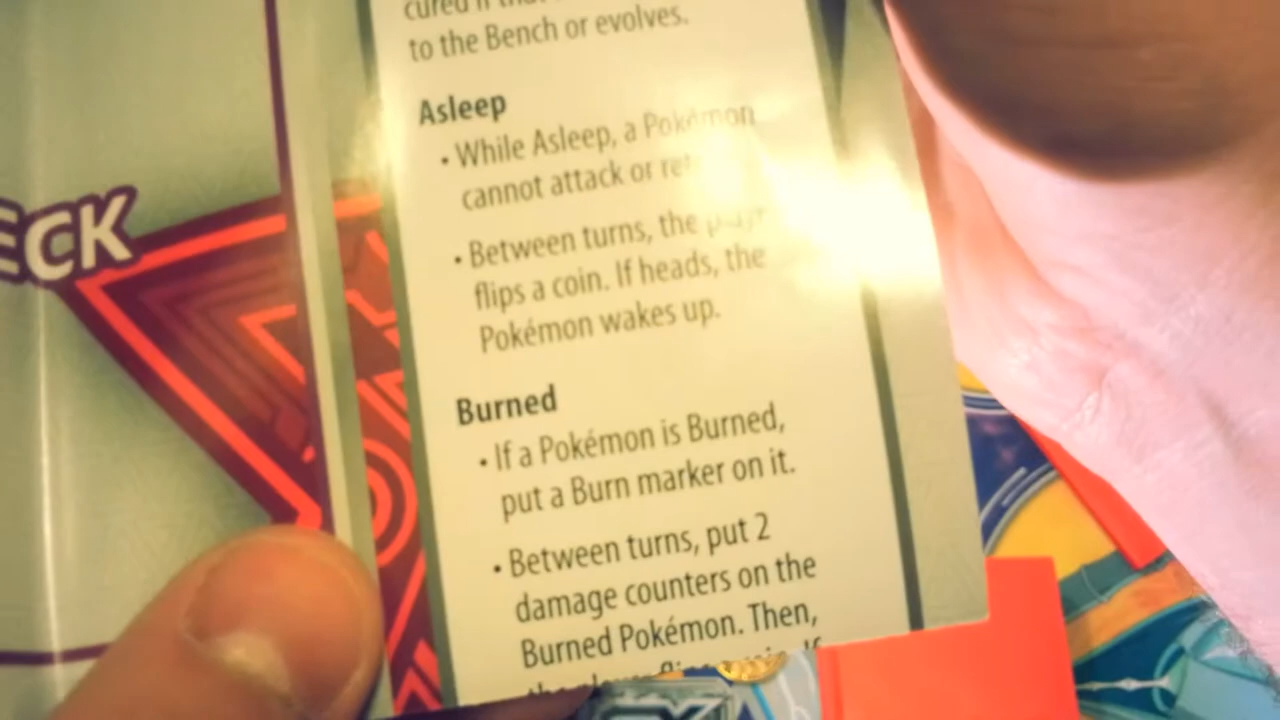 to the Bench or evolves.
Asleep
• While Asleep, a Pokémon
cannot attack or
• Between turns, the
flips a coin. If heads, the
Pokémon wakes up.
Burned
• If a Pokémon is Burned,
put a Burn marker on it.
• Between turns, put 2
damage counters on the
Burned Pokémon. Then,
ECK